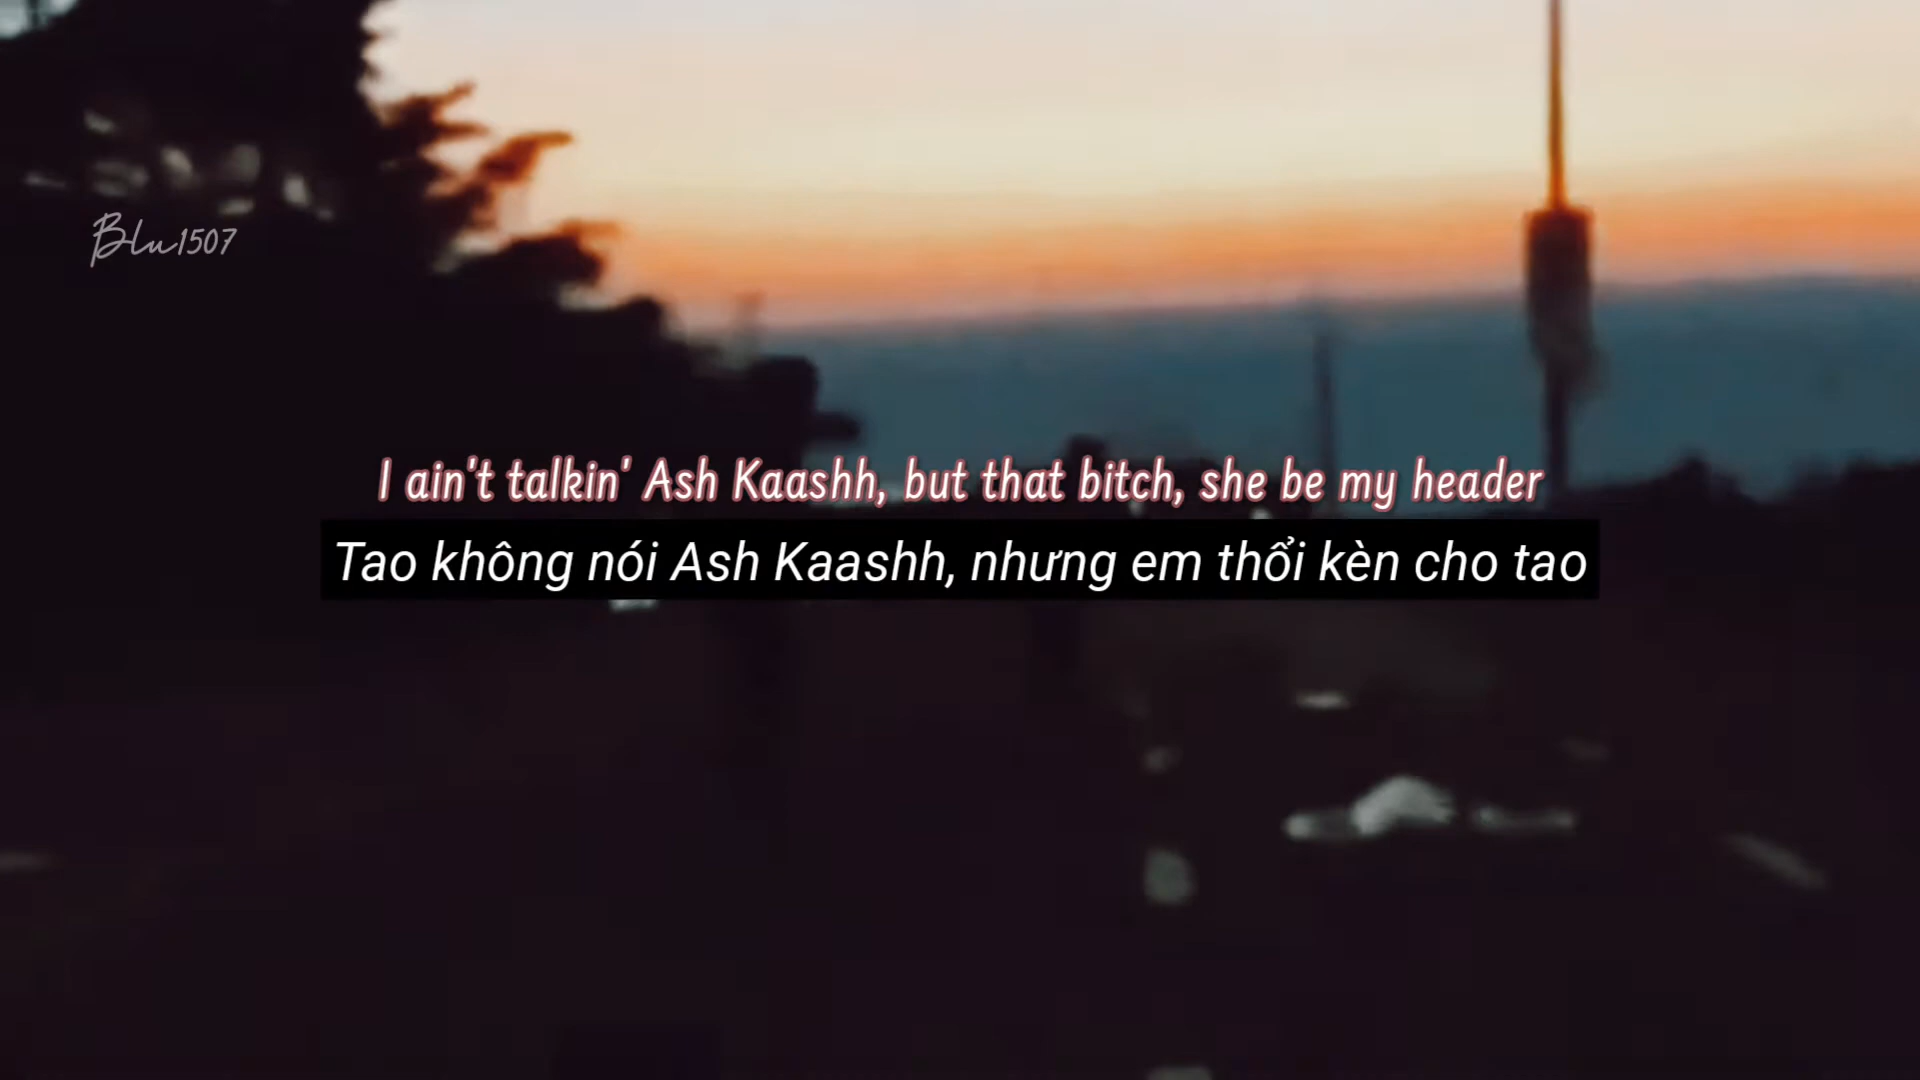 Blu1507
I ain't talkin' Ash Kaashh, but that bitch, she be my header
Tao không nói Ash Kaashh, nhưng em thổi kèn cho tao